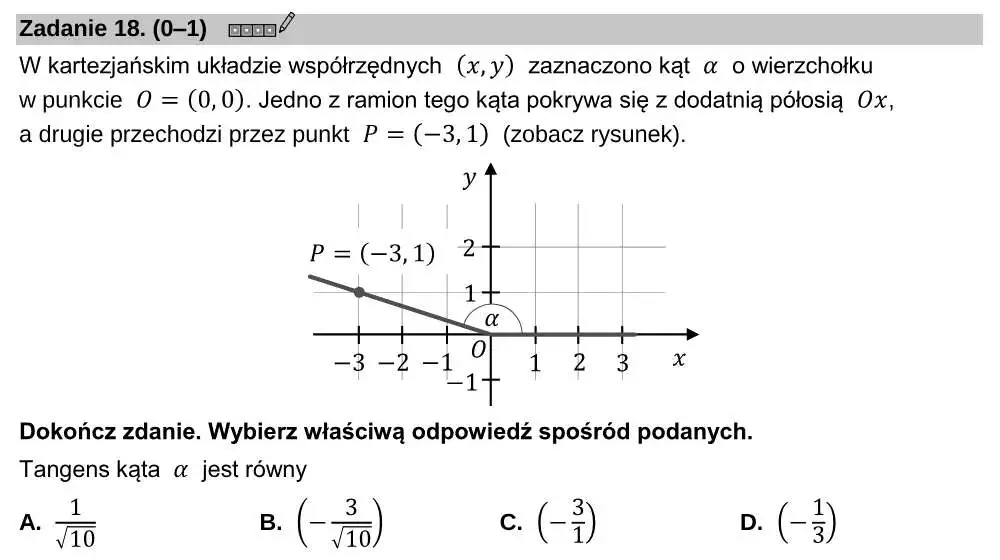 Zadanie 18. (0–1)
W kartezjańskim układzie współrzędnych (x, y) zaznaczono kąt α o wierzchołku
w punkcie O = (0, 0). Jedno z ramion tego kąta pokrywa się z dodatnią półosią Ox,
a drugie przechodzi przez punkt P = (−3, 1) (zobacz rysunek).
y
P = (−3, 1) 2
1
α
−3 −2 −1 O 1 2 3 x
−1
Dokończ zdanie. Wybierz właściwą odpowiedź spośród podanych.
Tangens kąta α jest równy
A. 1/√10 B. (−3/√10) C. (−3/1) D. (−1/3)